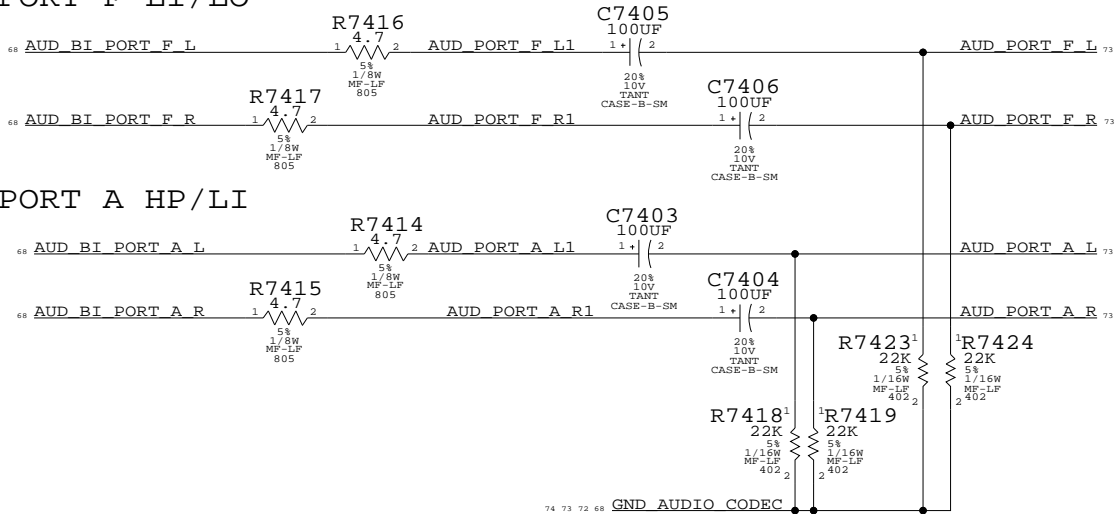 PORT F LI/LO
R7416
4.7
68 AUD_BI_PORT_F_L 1 2 AUD_PORT_F_L1 1 + 2 AUD_PORT_F_L 73
5%
1/8W
MF-LF
805
C7405
100UF
20%
10V
TANT
CASE-B-SM
R7417
4.7
68 AUD_BI_PORT_F_R 1 2 AUD_PORT_F_R1 1 + 2 AUD_PORT_F_R 73
5%
1/8W
MF-LF
805
C7406
100UF
20%
10V
TANT
CASE-B-SM
PORT A HP/LI
R7414
4.7
68 AUD_BI_PORT_A_L 1 2 AUD_PORT_A_L1 1 + 2 AUD_PORT_A_L 73
5%
1/8W
MF-LF
805
C7403
100UF
20%
10V
TANT
CASE-B-SM
R7415
4.7
68 AUD_BI_PORT_A_R 1 2 AUD_PORT_A_R1 1 + 2 AUD_PORT_A_R 73
5%
1/8W
MF-LF
805
C7404
100UF
20%
10V
TANT
CASE-B-SM
R7423 1
22K
5%
1/16W
MF-LF
402 2
1 R7424
22K
5%
1/16W
MF-LF
2 402
R7418 1
22K
5%
1/16W
MF-LF
402 2
1 R7419
22K
5%
1/16W
MF-LF
2 402
74 73 72 68 GND_AUDIO_CODEC